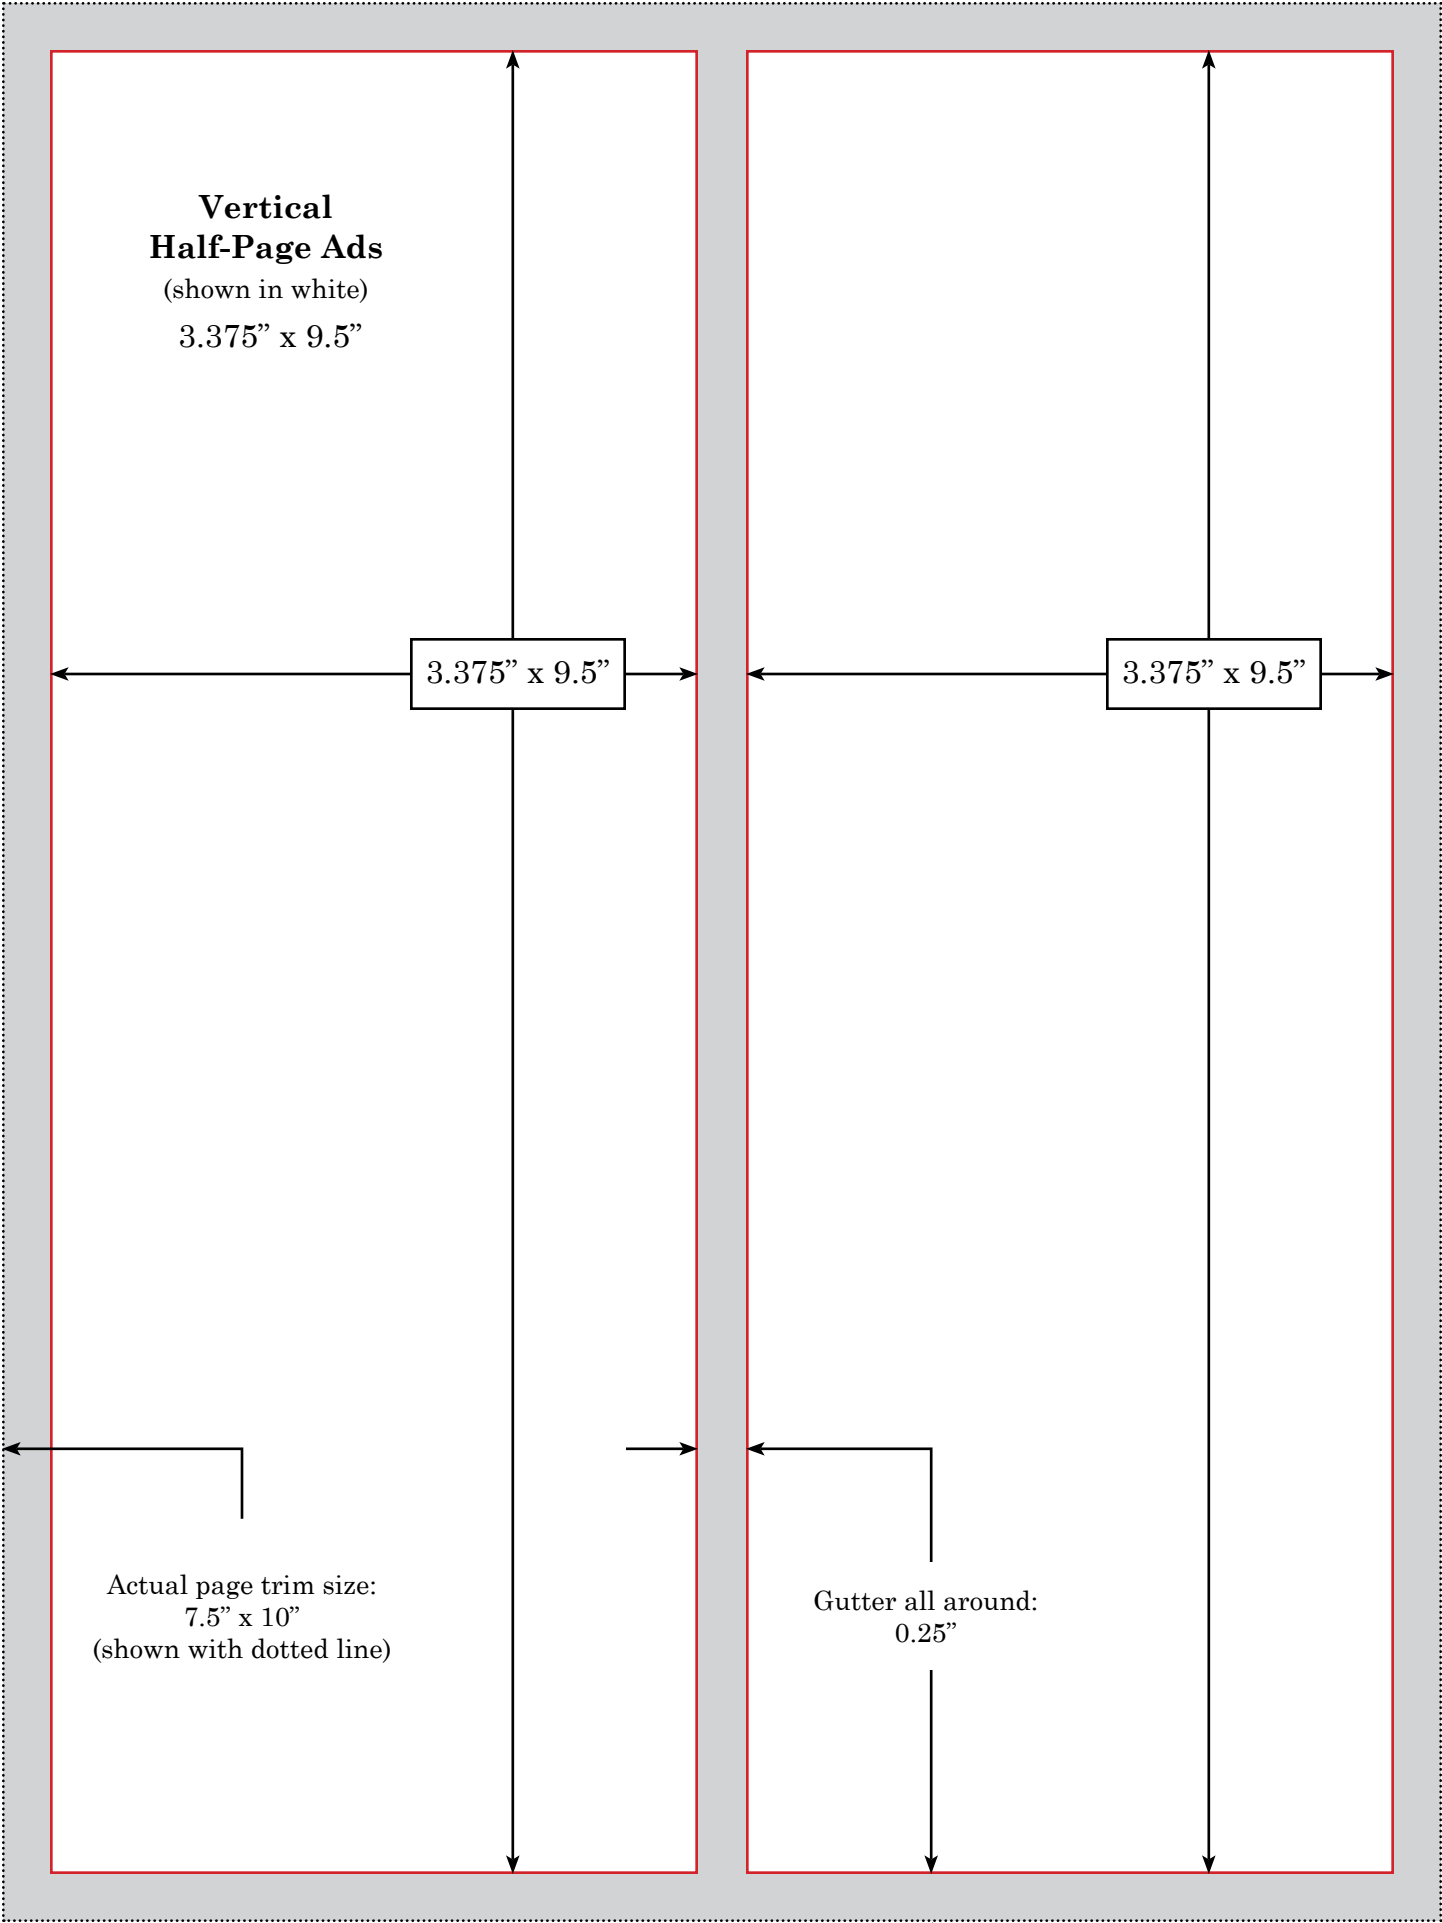 Vertical
Half-Page Ads
(shown in white)
3.375” x 9.5”
3.375” x 9.5”
3.375” x 9.5”
Actual page trim size:
7.5” x 10”
(shown with dotted line)
Gutter all around:
0.25”